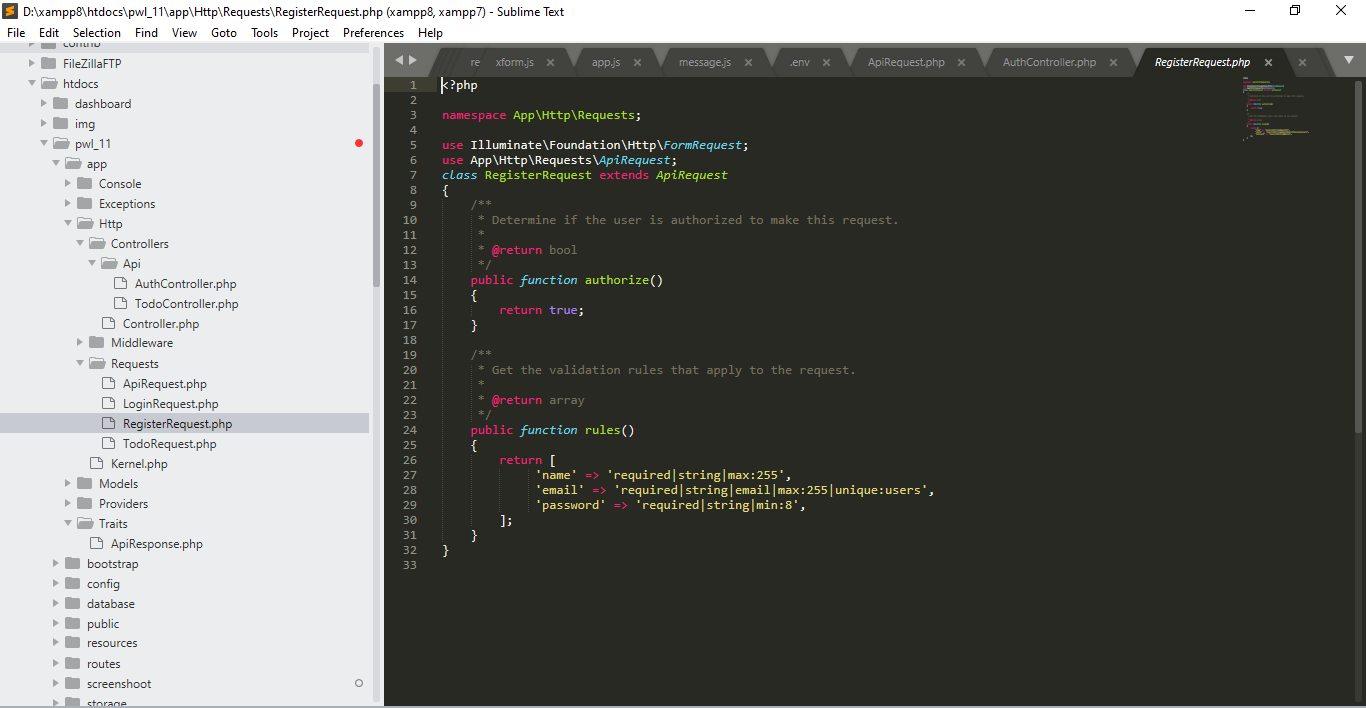 D:\xampp8\htdocs\pwl_11\app\Http\Requests\RegisterRequest.php (xampp8, xampp7) - Sublime Text
File Edit Selection Find View Goto Tools Project Preferences Help
contrib
FileZillaFTP
htdocs
dashboard
img
pwl_11
app
Console
Exceptions
Http
Controllers
Api
AuthController.php
TodoController.php
Controller.php
Middleware
Requests
ApiRequest.php
LoginRequest.php
RegisterRequest.php
TodoRequest.php
Kernel.php
Models
Providers
Traits
ApiResponse.php
bootstrap
config
database
public
resources
routes
screenshoot
storage
re xform.js app.js message.js .env ApiRequest.php AuthController.php RegisterRequest.php
1 <?php
2
3 namespace App\Http\Requests;
4
5 use Illuminate\Foundation\Http\FormRequest;
6 use App\Http\Requests\ApiRequest;
7 class RegisterRequest extends ApiRequest
8 {
9 /**
10 * Determine if the user is authorized to make this request.
11 *
12 * @return bool
13 */
14 public function authorize()
15 {
16 return true;
17 }
18
19 /**
20 * Get the validation rules that apply to the request.
21 *
22 * @return array
23 */
24 public function rules()
25 {
26 return [
27 'name' => 'required|string|max:255',
28 'email' => 'required|string|email|max:255|unique:users',
29 'password' => 'required|string|min:8',
30 ];
31 }
32 }
33